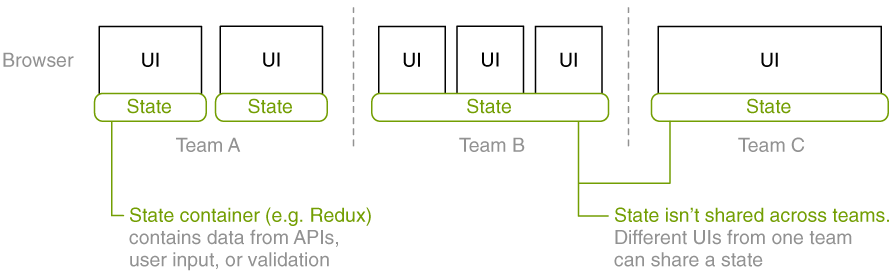 Browser
UI
UI
UI
UI
UI
UI
State
State
State
State
Team A
Team B
Team C
State container (e.g. Redux)
contains data from APIs,
user input, or validation
State isn’t shared across teams.
Different UIs from one team
can share a state